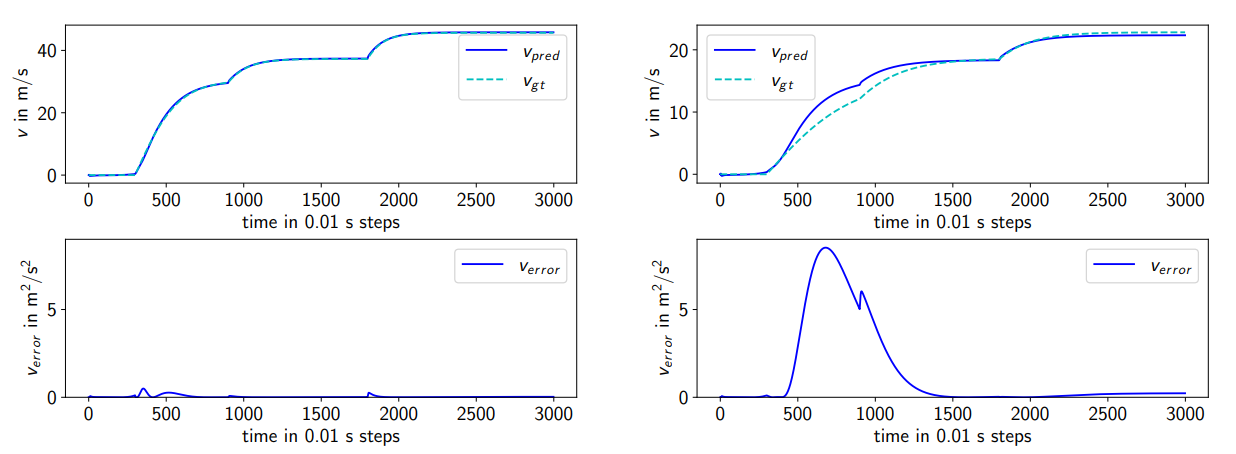 v in m/s
40
20
0
v_pred
v_gt
0 500 1000 1500 2000 2500 3000
time in 0.01 s steps
v in m/s
20
10
0
v_pred
v_gt
0 500 1000 1500 2000 2500 3000
time in 0.01 s steps
v_error in m²/s²
5
0
v_error
0 500 1000 1500 2000 2500 3000
time in 0.01 s steps
v_error in m²/s²
5
0
v_error
0 500 1000 1500 2000 2500 3000
time in 0.01 s steps